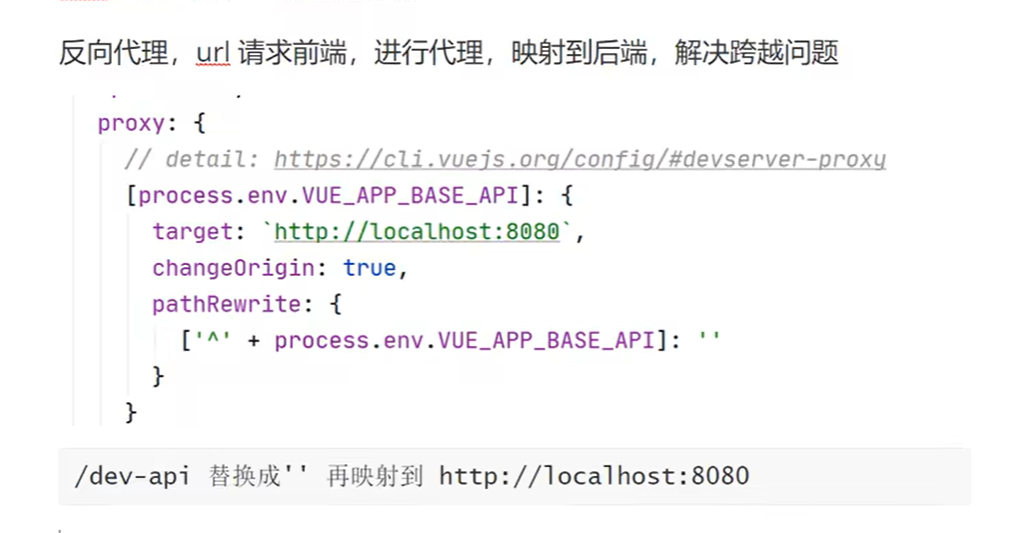 反向代理，url 请求前端，进行代理，映射到后端，解决跨越问题
proxy: {
// detail: https://cli.vuejs.org/config/#devserver-proxy
[process.env.VUE_APP_BASE_API]: {
target: `http://localhost:8080`,
changeOrigin: true,
pathRewrite: {
['^' + process.env.VUE_APP_BASE_API]: ''
}
}
/dev-api 替换成'' 再映射到 http://localhost:8080